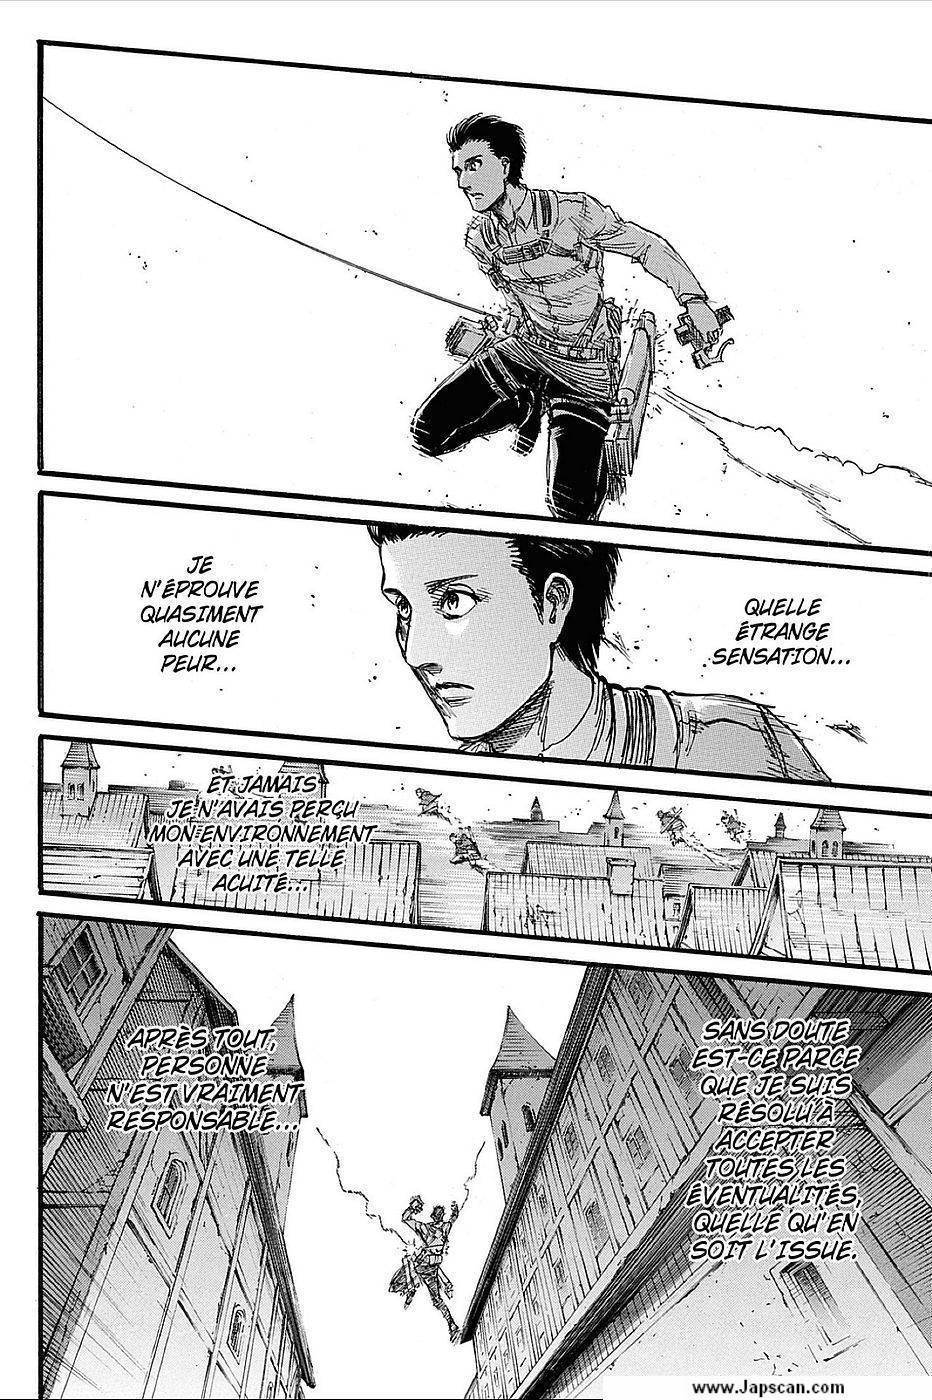 QUELLE
ÉTRANGE
SENSATION...
JE
N'ÉPROUVE
QUASIMENT
AUCUNE
PEUR...
ET JAMAIS
JE N'AVAIS PERÇU
MON ENVIRONNEMENT
AVEC UNE TELLE
ACUITÉ...
SANS DOUTE
EST-CE PARCE
QUE JE SUIS
RÉSOLU À
ACCEPTER
TOUTES LES
ÉVENTUALITÉS,
QUELLE QU'EN
SOIT L'ISSUE.
APRÈS TOUT,
PERSONNE
N'EST VRAIMENT
RESPONSABLE...
www.Japscan.com